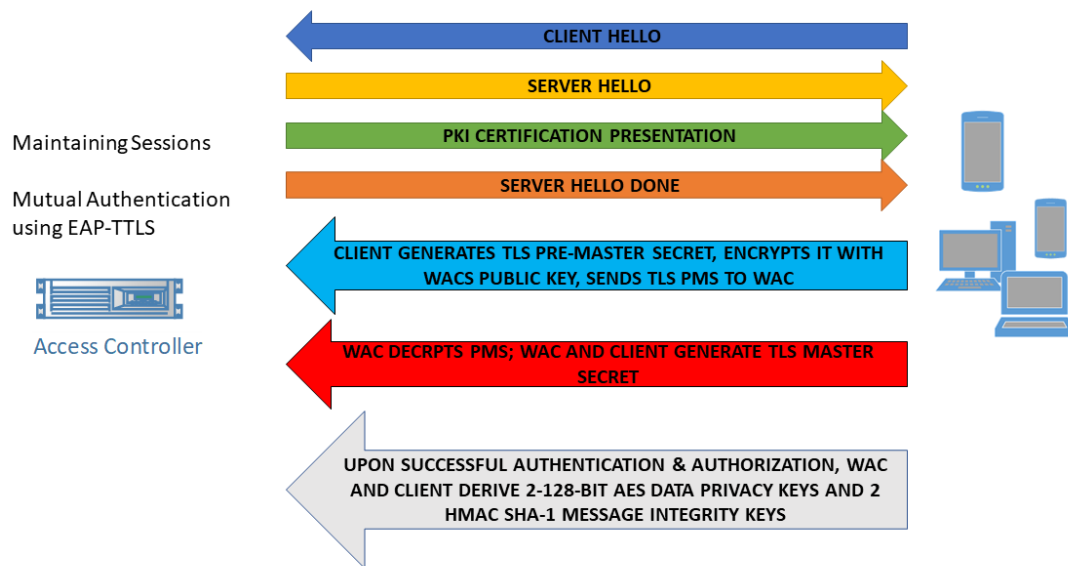 CLIENT HELLO
SERVER HELLO
PKI CERTIFICATION PRESENTATION
SERVER HELLO DONE
Maintaining Sessions
Mutual Authentication
using EAP-TTLS
Access Controller
CLIENT GENERATES TLS PRE-MASTER SECRET, ENCRYPTS IT WITH
WACS PUBLIC KEY, SENDS TLS PMS TO WAC
WAC DECRPTS PMS; WAC AND CLIENT GENERATE TLS MASTER
SECRET
UPON SUCCESSFUL AUTHENTICATION & AUTHORIZATION, WAC
AND CLIENT DERIVE 2-128-BIT AES DATA PRIVACY KEYS AND 2
HMAC SHA-1 MESSAGE INTEGRITY KEYS